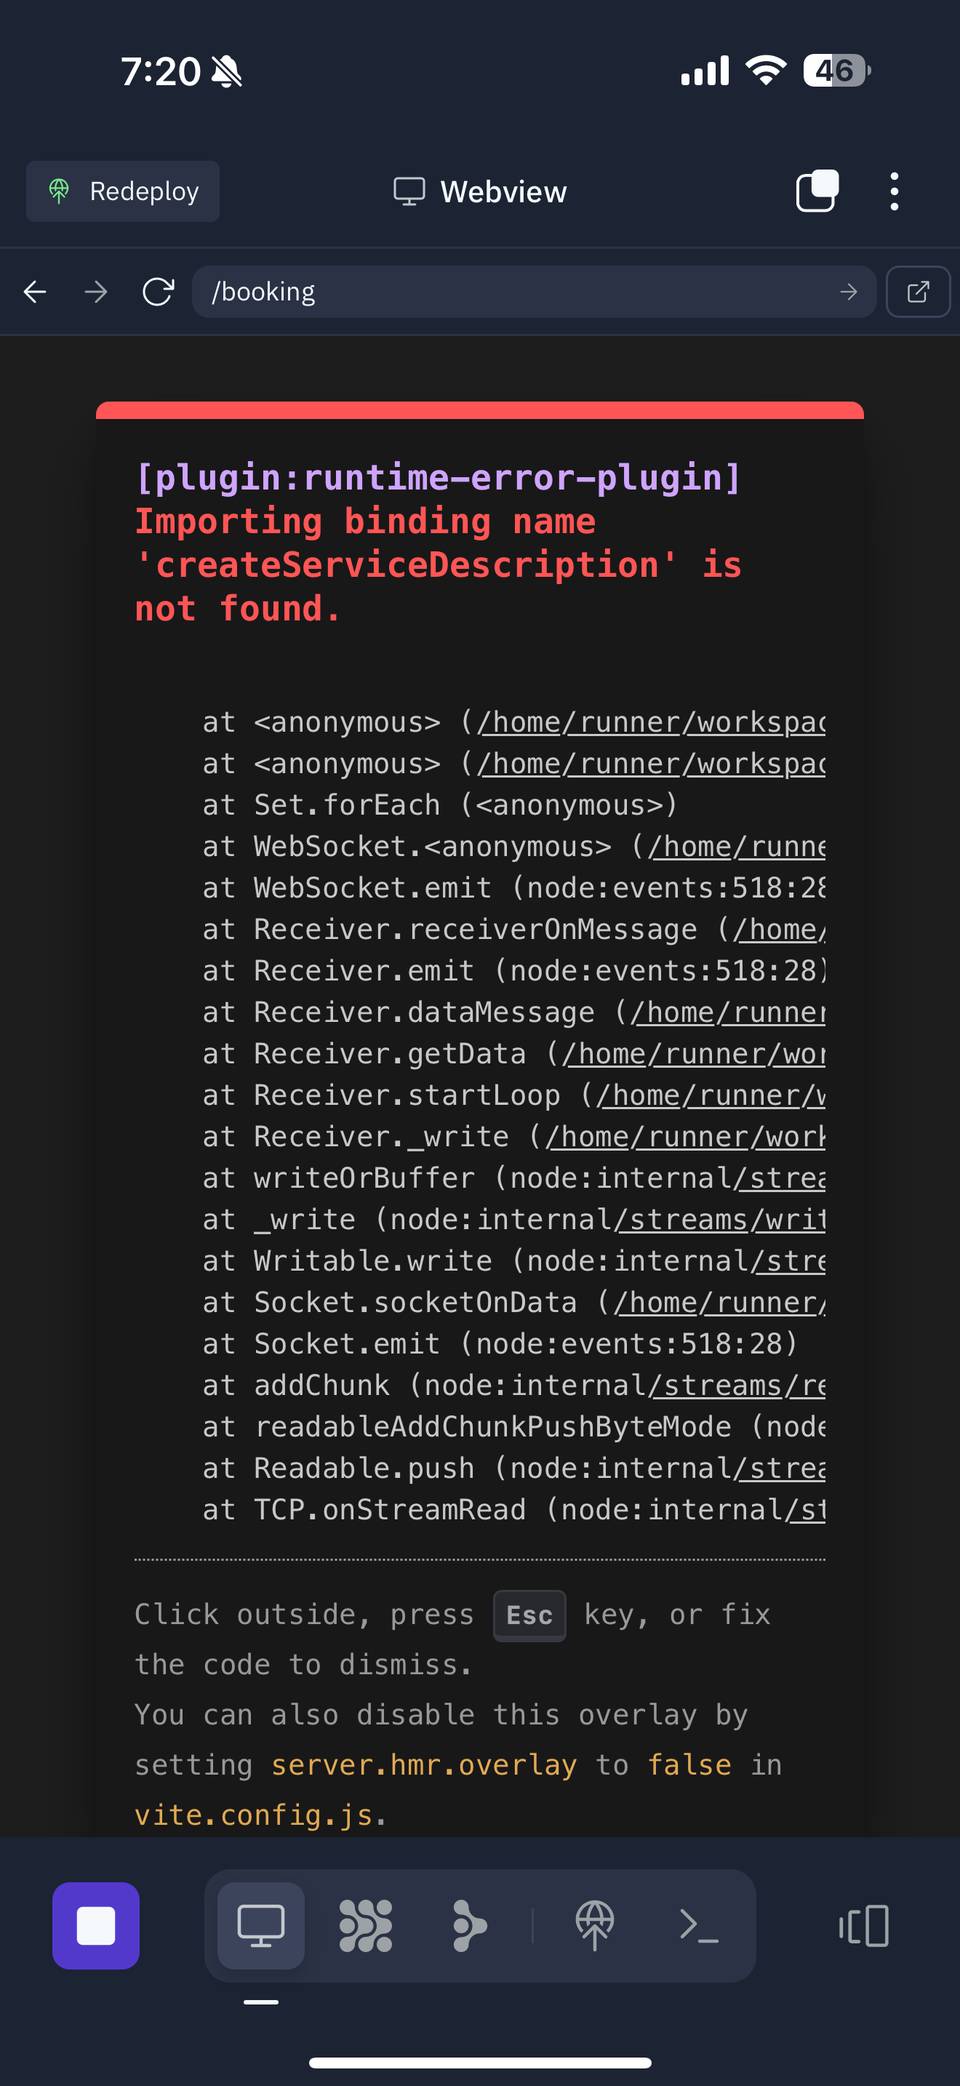 7:20
46
Redeploy
Webview
/booking
[plugin:runtime-error-plugin]
Importing binding name
'createServiceDescription' is
not found.
at <anonymous> (/home/runner/workspac
at <anonymous> (/home/runner/workspac
at Set.forEach (<anonymous>)
at WebSocket.<anonymous> (/home/runne
at WebSocket.emit (node:events:518:28
at Receiver.receiverOnMessage (/home/
at Receiver.emit (node:events:518:28)
at Receiver.dataMessage (/home/runner
at Receiver.getData (/home/runner/wor
at Receiver.startLoop (/home/runner/w
at Receiver._write (/home/runner/work
at writeOrBuffer (node:internal/strea
at _write (node:internal/streams/writ
at Writable.write (node:internal/stre
at Socket.socketOnData (/home/runner/
at Socket.emit (node:events:518:28)
at addChunk (node:internal/streams/re
at readableAddChunkPushByteMode (node
at Readable.push (node:internal/strea
at TCP.onStreamRead (node:internal/st
Click outside, press Esc key, or fix
the code to dismiss.
You can also disable this overlay by
setting server.hmr.overlay to false in
vite.config.js.